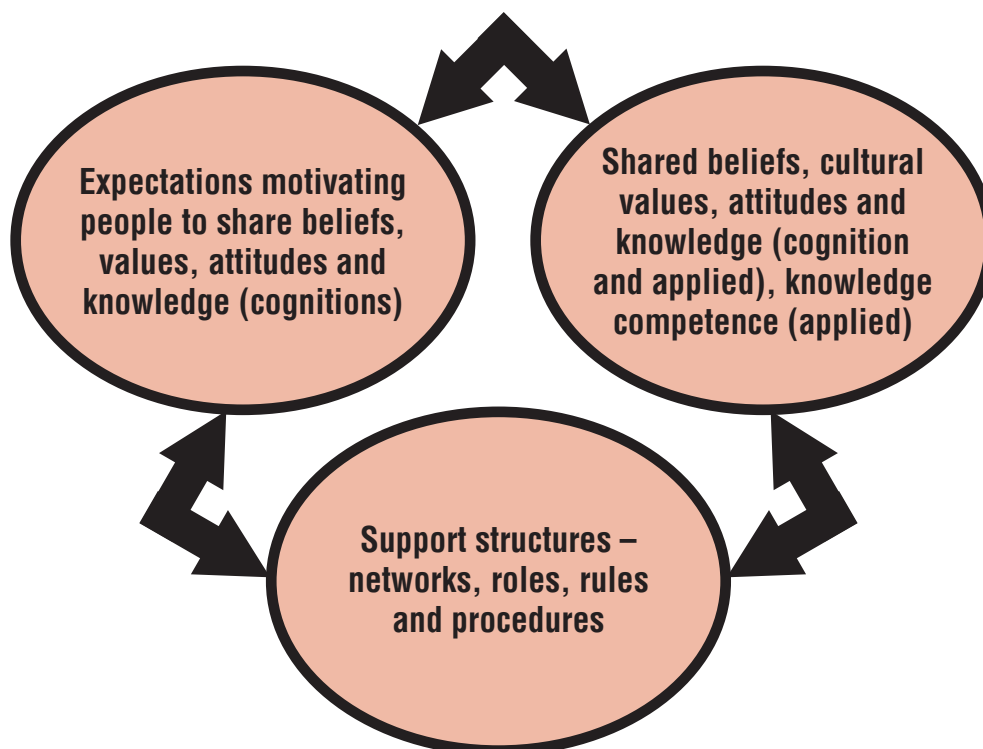 Expectations motivating
people to share beliefs,
values, attitudes and
knowledge (cognitions)
Shared beliefs, cultural
values, attitudes and
knowledge (cognition
and applied), knowledge
competence (applied)
Support structures –
networks, roles, rules
and procedures